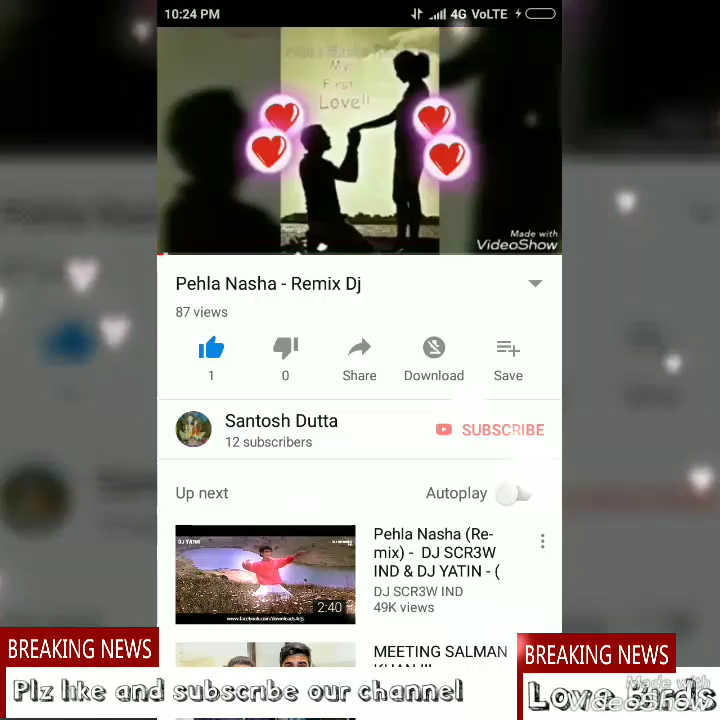 10:24 PM
4G VoLTE
My
First
Love!!
Made with
VideoShow
Pehla Nasha - Remix Dj
87 views
1
0
Share
Download
Save
Santosh Dutta
12 subscribers
SUBSCRIBE
Up next
Autoplay
DJ YATIN
2:40
Pehla Nasha (Re-
mix) - DJ SCR3W
IND & DJ YATIN - (
DJ SCR3W IND
49K views
MEETING SALMAN
KHAN !!!
BREAKING NEWS
Plz like and subscribe our channel
BREAKING NEWS
Love Birds
Made with
VideoShow